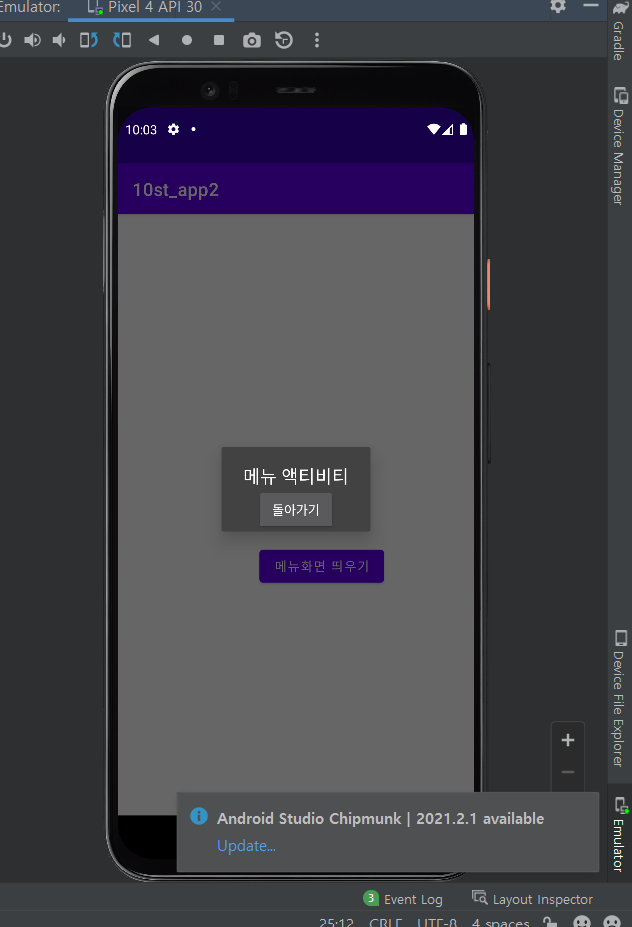 Emulator:
Pixel 4 API 30
Gradle
Device Manager
10:03
10st_app2
메뉴 액티비티
돌아가기
메뉴화면 띄우기
Device File Explorer
Emulator
Android Studio Chipmunk | 2021.2.1 available
Update...
3 Event Log
Layout Inspector
25:12 CRLF UTF-8 4 spaces